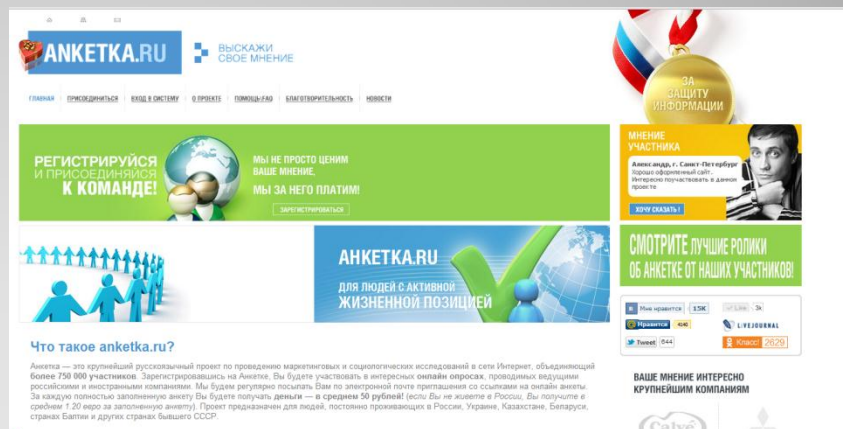 ANKETKA.RU
ВЫСКАЖИ
СВОЕ МНЕНИЕ
ГЛАВНАЯ ПРИСОЕДИНИТЬСЯ ВХОД В СИСТЕМУ О ПРОЕКТЕ ПОМОЩЬ:FAQ БЛАГОТВОРИТЕЛЬНОСТЬ НОВОСТИ
ЗА
ЗАЩИТУ
ИНФОРМАЦИИ
РЕГИСТРИРУЙСЯ
И ПРИСОЕДИНЯЙСЯ
К КОМАНДЕ!
МЫ НЕ ПРОСТО ЦЕНИМ
ВАШЕ МНЕНИЕ,
МЫ ЗА НЕГО ПЛАТИМ!
ЗАРЕГИСТРИРОВАТЬСЯ
МНЕНИЕ
УЧАСТНИКА
Александр, г. Санкт-Петербург
Хорошо оформленный сайт.
Интересно поучаствовать в данном
проекте
ХОЧУ СКАЗАТЬ !
АНКЕТКА.RU
ДЛЯ ЛЮДЕЙ С АКТИВНОЙ
ЖИЗНЕННОЙ ПОЗИЦИЕЙ
СМОТРИТЕ ЛУЧШИЕ РОЛИКИ
ОБ АНКЕТКЕ ОТ НАШИХ УЧАСТНИКОВ!
Мне нравится 15K Like 3k
Нравится 4140 LIVEJOURNAL
Tweet 644 Класс! 2629
Что такое anketka.ru?
Анкетка — это крупнейший русскоязычный проект по проведению маркетинговых и социологических исследований в сети Интернет, объединяющий
более 750 000 участников. Зарегистрировавшись на Анкетке, Вы будете участвовать в интересных онлайн опросах, проводимых ведущими
российскими и иностранными компаниями. Мы будем регулярно посылать Вам по электронной почте приглашения со ссылками на онлайн анкеты.
За каждую полностью заполненную анкету Вы будете получать деньги — в среднем 50 рублей! (если Вы не живете в России, Вы получите в
среднем 1.20 евро за заполненную анкету). Проект предназначен для людей, постоянно проживающих в России, Украине, Казахстане, Беларуси,
странах Балтии и других странах бывшего СССР.
ВАШЕ МНЕНИЕ ИНТЕРЕСНО
КРУПНЕЙШИМ КОМПАНИЯМ
Calvé